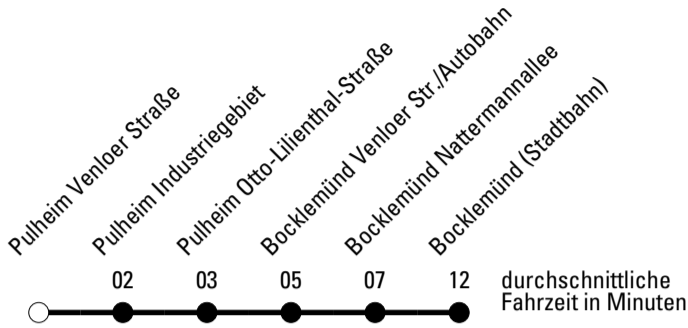 Pulheim Venloer Straße
Pulheim Industriegebiet
Pulheim Otto-Lilienthal-Straße
Bocklemünd Venloer Str./Autobahn
Bocklemünd Nattermannallee
Bocklemünd (Stadtbahn)
02 03 05 07 12
durchschnittliche
Fahrzeit in Minuten